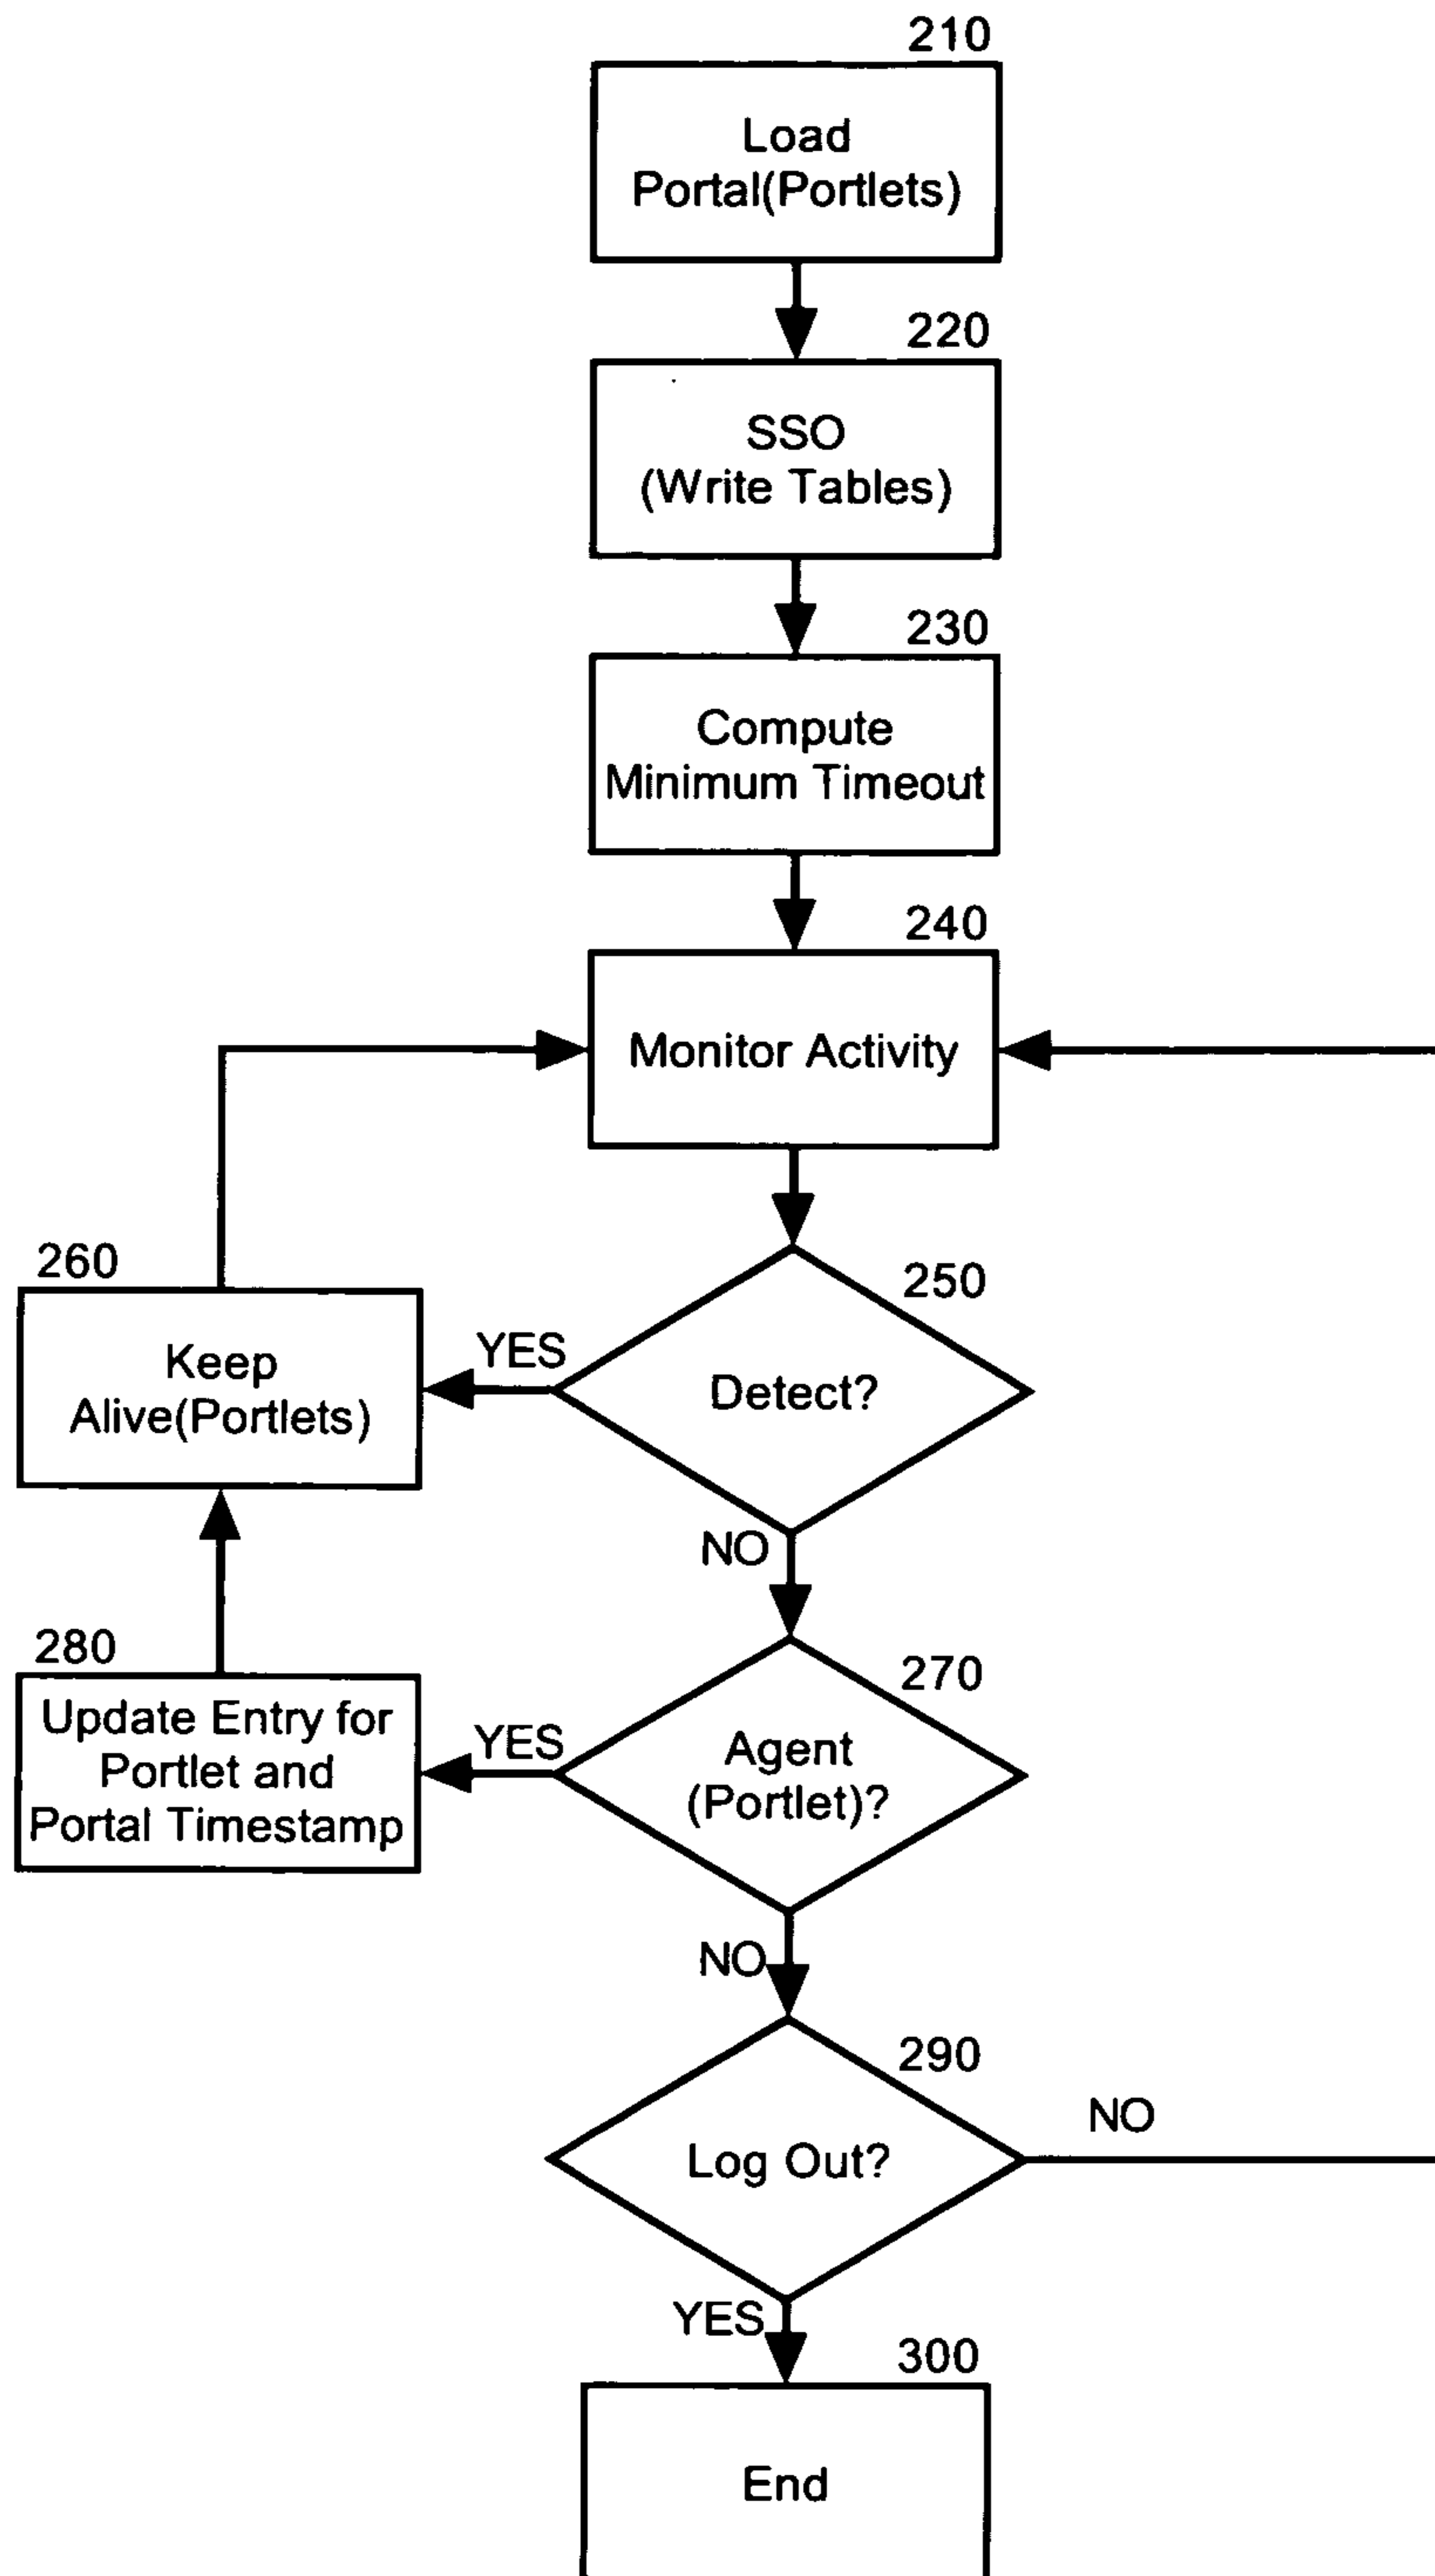 210
Load
Portal(Portlets)
220
SSO
(Write Tables)
230
Compute
Minimum Timeout
240
Monitor Activity
250
Detect?
YES
260
Keep
Alive(Portlets)
NO
270
Agent
(Portlet)?
YES
280
Update Entry for
Portlet and
Portal Timestamp
NO
290
Log Out?
NO
YES
300
End